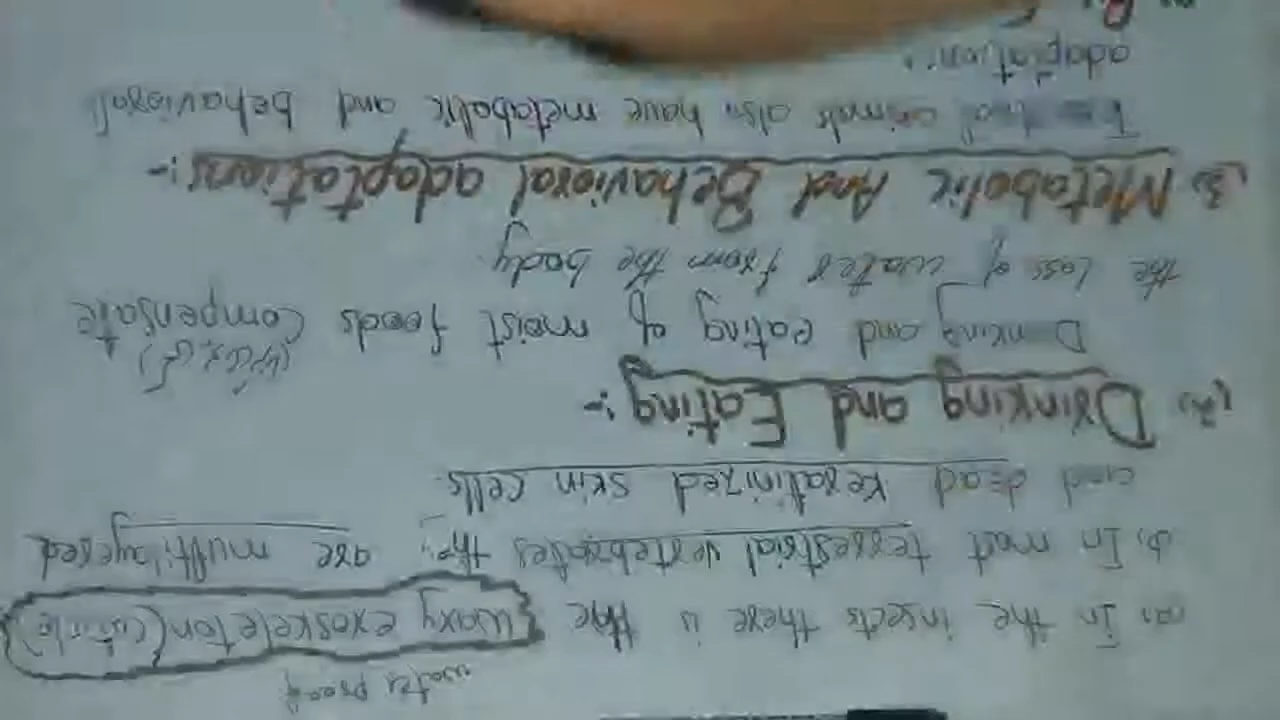 water proof
(a) In the insects there is the waxy exoskeleton (cuticle)
(b) In most terrestrial vertebrates the are multilayered
and dead keratinized skin cells.
(2) Drinking and Eating :-
Drinking and eating of moist foods compensate
the loss of water from the body.
(3) Metabolic And Behavioral adaptations :-
Terrestrial animals also have metabolic and behavioral
adaptation.